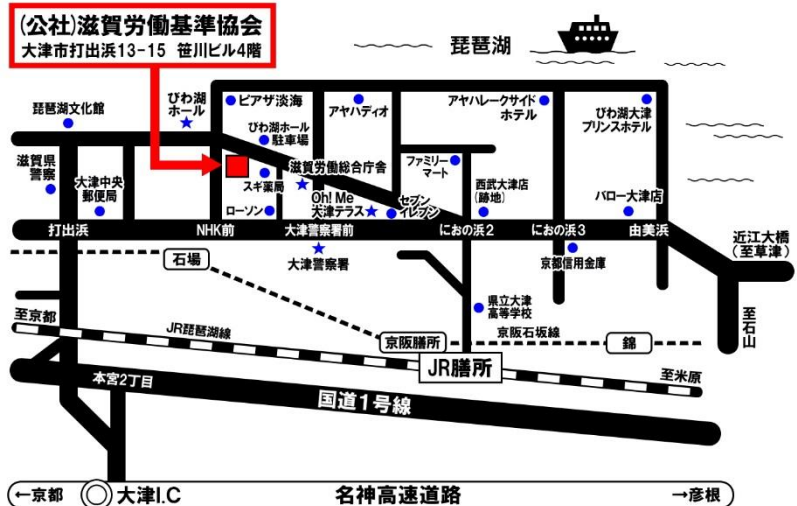 (公社)滋賀労働基準協会
大津市打出浜13-15 笹川ビル4階
琵琶湖
琵琶湖文化館
びわ湖
ホール
ピアザ淡海
アヤハディオ
アヤハレークサイド
ホテル
びわ湖大津
プリンスホテル
びわ湖ホール
駐車場
滋賀県
警察
大津中央
郵便局
スギ薬局
滋賀労働総合庁舎
ファミリー
マート
ローソン
Oh! Me
大津テラス
セブン
イレブン
西武大津店
(跡地)
バロー大津店
打出浜
NHK前
大津警察署前
におの浜2
におの浜3
由美浜
近江大橋
(至草津)
石場
大津警察署
京都信用金庫
至石山
県立大津
高等学校
至京都
JR琵琶湖線
京阪膳所
京阪石坂線
錦
JR膳所
至米原
本宮2丁目
国道1号線
←京都
大津I.C
名神高速道路
→彦根